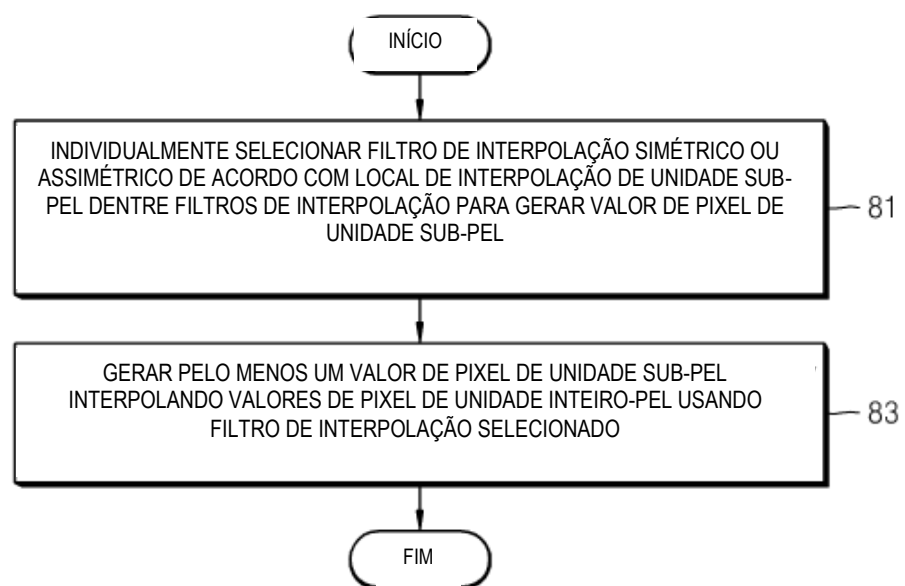 INÍCIO
INDIVIDUALMENTE SELECIONAR FILTRO DE INTERPOLAÇÃO SIMÉTRICO OU
ASSIMÉTRICO DE ACORDO COM LOCAL DE INTERPOLAÇÃO DE UNIDADE SUB-
PEL DENTRE FILTROS DE INTERPOLAÇÃO PARA GERAR VALOR DE PIXEL DE
UNIDADE SUB-PEL
81
GERAR PELO MENOS UM VALOR DE PIXEL DE UNIDADE SUB-PEL
INTERPOLANDO VALORES DE PIXEL DE UNIDADE INTEIRO-PEL USANDO
FILTRO DE INTERPOLAÇÃO SELECIONADO
83
FIM